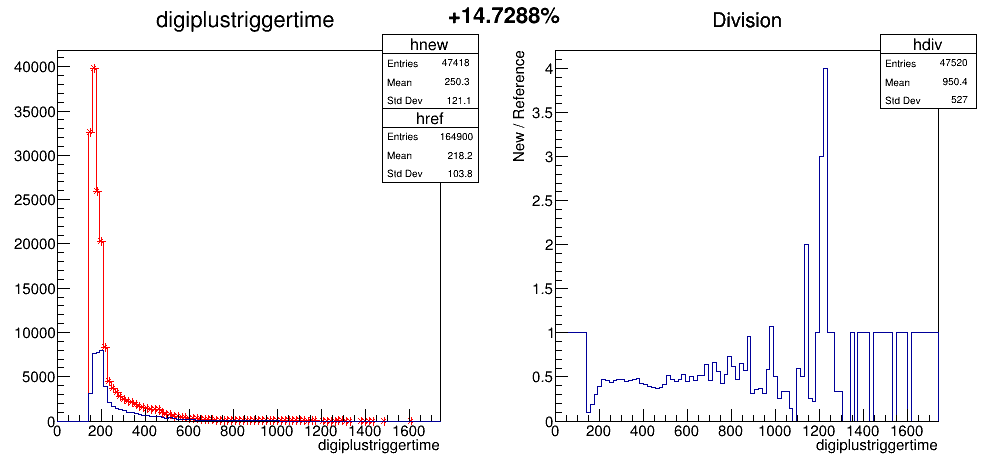 digiplustriggertime
+14.7288%
Division
hnew
Entries 47418
Mean 250.3
Std Dev 121.1
href
Entries 164900
Mean 218.2
Std Dev 103.8
40000
35000
30000
25000
20000
15000
10000
5000
0
0 200 400 600 800 1000 1200 1400 1600
digiplustriggertime
hdiv
Entries 47520
Mean 950.4
Std Dev 527
New / Reference
4
3.5
3
2.5
2
1.5
1
0.5
0
0 200 400 600 800 1000 1200 1400 1600
digiplustriggertime